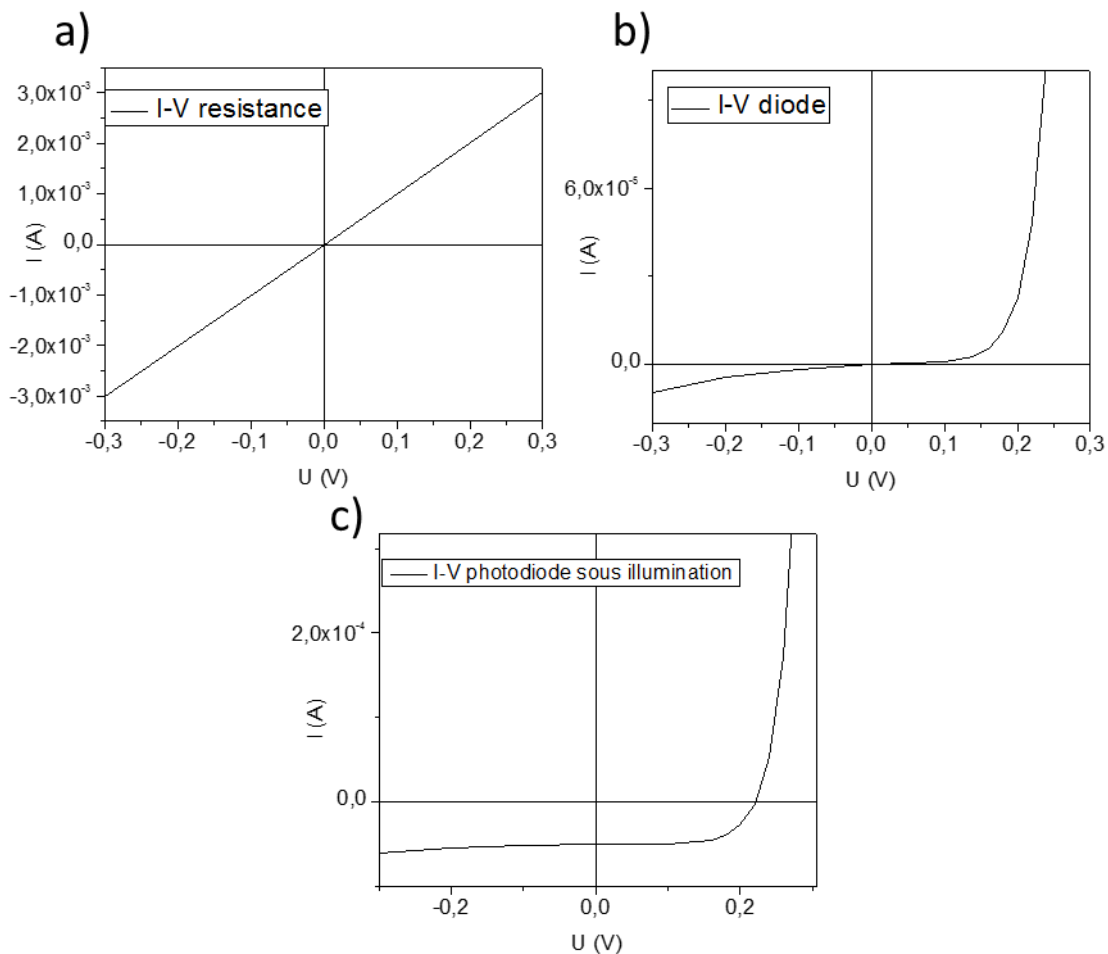 a)
I-V resistance
3,0x10⁻³
2,0x10⁻³
1,0x10⁻³
0,0
-1,0x10⁻³
-2,0x10⁻³
-3,0x10⁻³
I (A)
-0,3 -0,2 -0,1 0,0 0,1 0,2 0,3
U (V)
b)
I-V diode
6,0x10⁻⁵
0,0
I (A)
-0,3 -0,2 -0,1 0,0 0,1 0,2 0,3
U (V)
c)
I-V photodiode sous illumination
2,0x10⁻⁴
0,0
I (A)
-0,2 0,0 0,2
U (V)